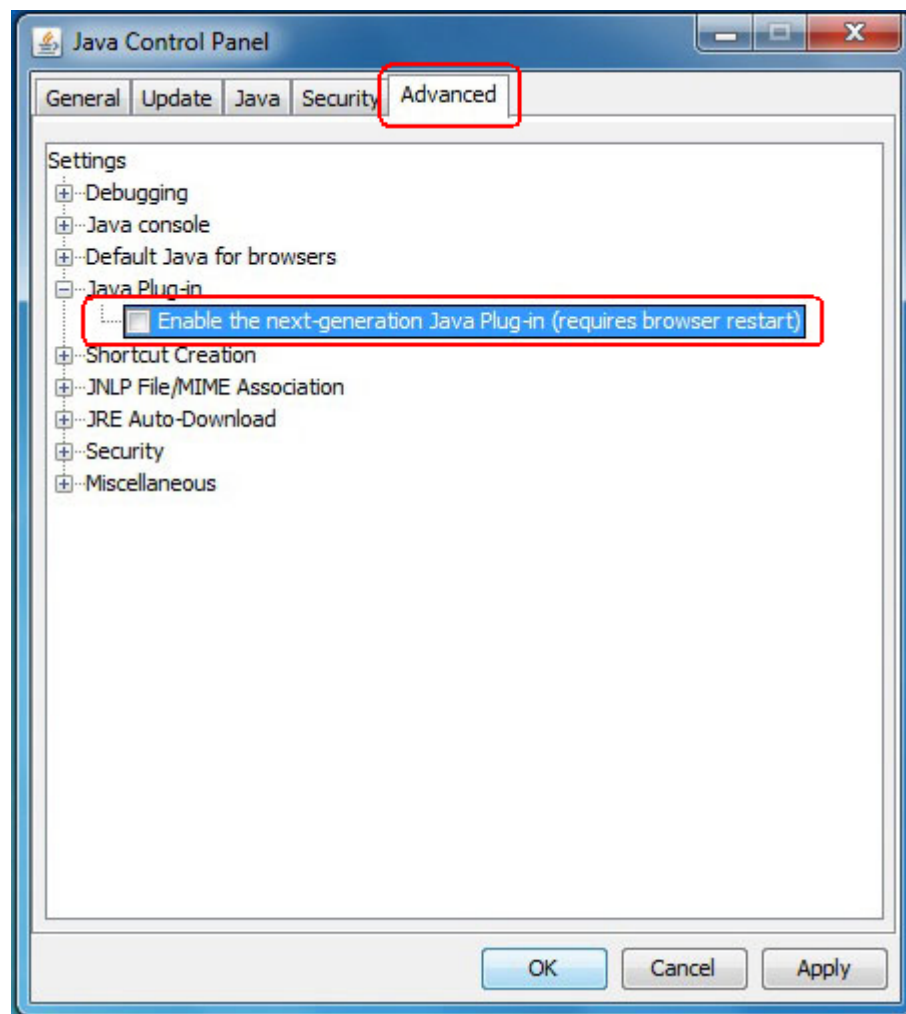 Java Control Panel
General Update Java Security Advanced
Settings
Debugging
Java console
Default Java for browsers
Java Plug-in
Enable the next-generation Java Plug-in (requires browser restart)
Shortcut Creation
JNLP File/MIME Association
JRE Auto-Download
Security
Miscellaneous
OK Cancel Apply